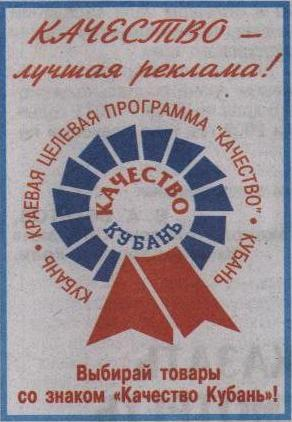 КАЧЕСТВО –
лучшая реклама!
КУБАНЬ • КРАЕВАЯ ЦЕЛЕВАЯ ПРОГРАММА "КАЧЕСТВО" • КУБАНЬ
КАЧЕСТВО
КУБАНЬ
Выбирай товары
со знаком «Качество Кубань»!